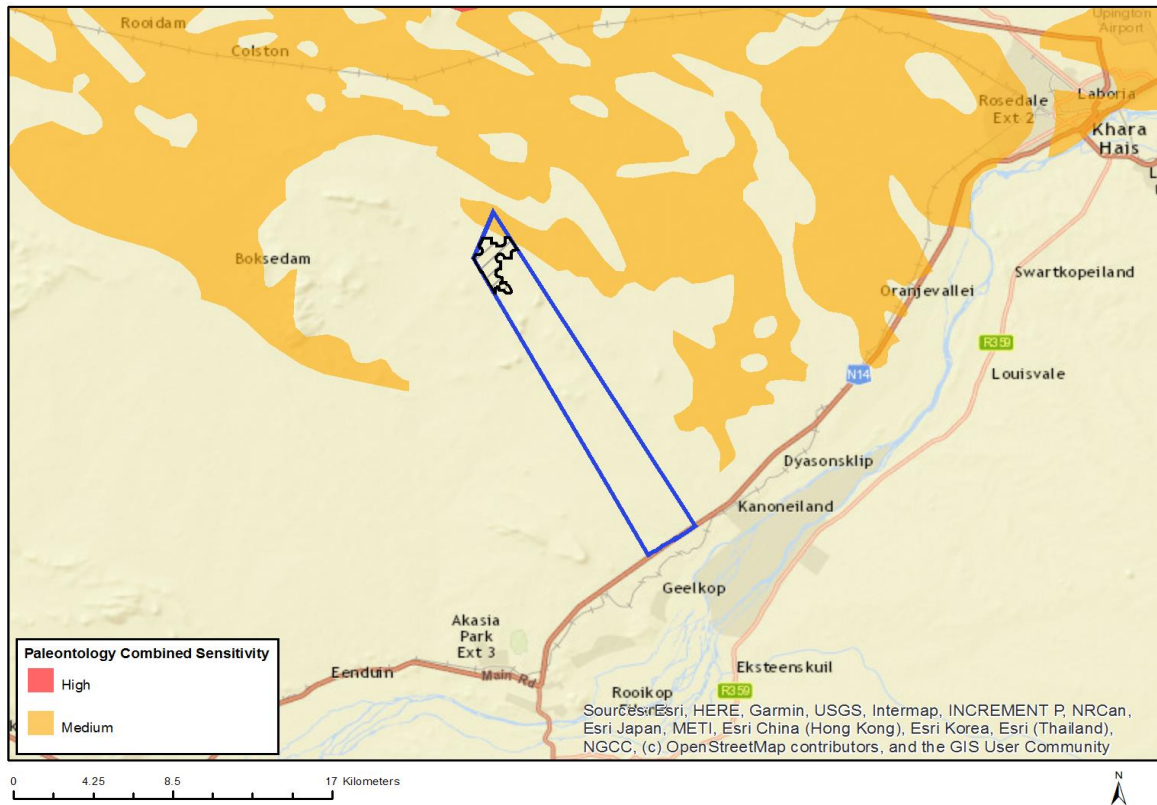 Rooidam
Colston
Upington
Airport
Laboria
Rosedale
Ext 2
Khara
Hais
Boksedam
Swartkopeiland
Oranjevallei
R359
N14
Louisvale
Dyasonsklip
Kanoneiland
Geelkop
Akasia
Park
Ext 3
Eenduin
Main Rd
Eksteenskuil
R359
Rooikop
Sources: Esri, HERE, Garmin, USGS, Intermap, INCREMENT P, NRCan,
Esri Japan, METI, Esri China (Hong Kong), Esri Korea, Esri (Thailand),
NGCC, (c) OpenStreetMap contributors, and the GIS User Community
Paleontology Combined Sensitivity
High
Medium
0 4.25 8.5 17 Kilometers
N